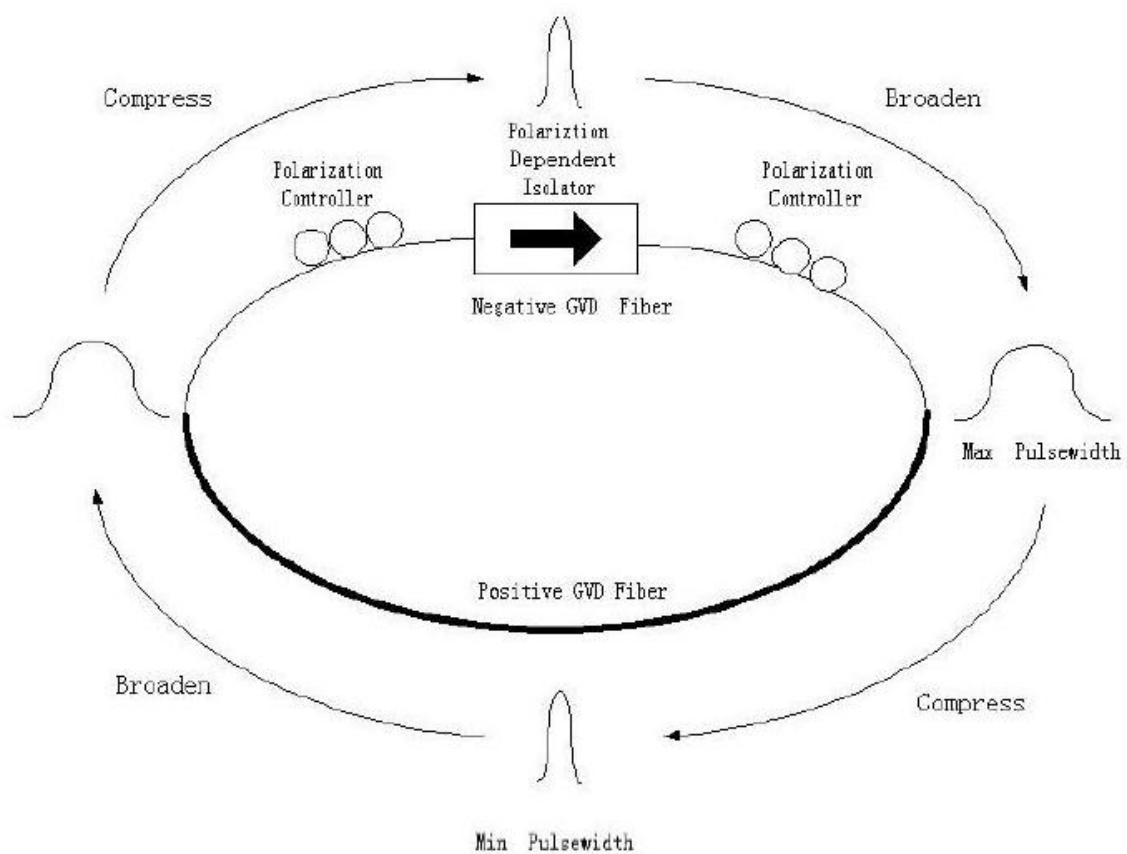 Compress
Broaden
Polariztion
Dependent
Isolator
Polarization
Controller
Polarization
Controller
Negative GVD Fiber
Max Pulsewidth
Positive GVD Fiber
Broaden
Compress
Min Pulsewidth